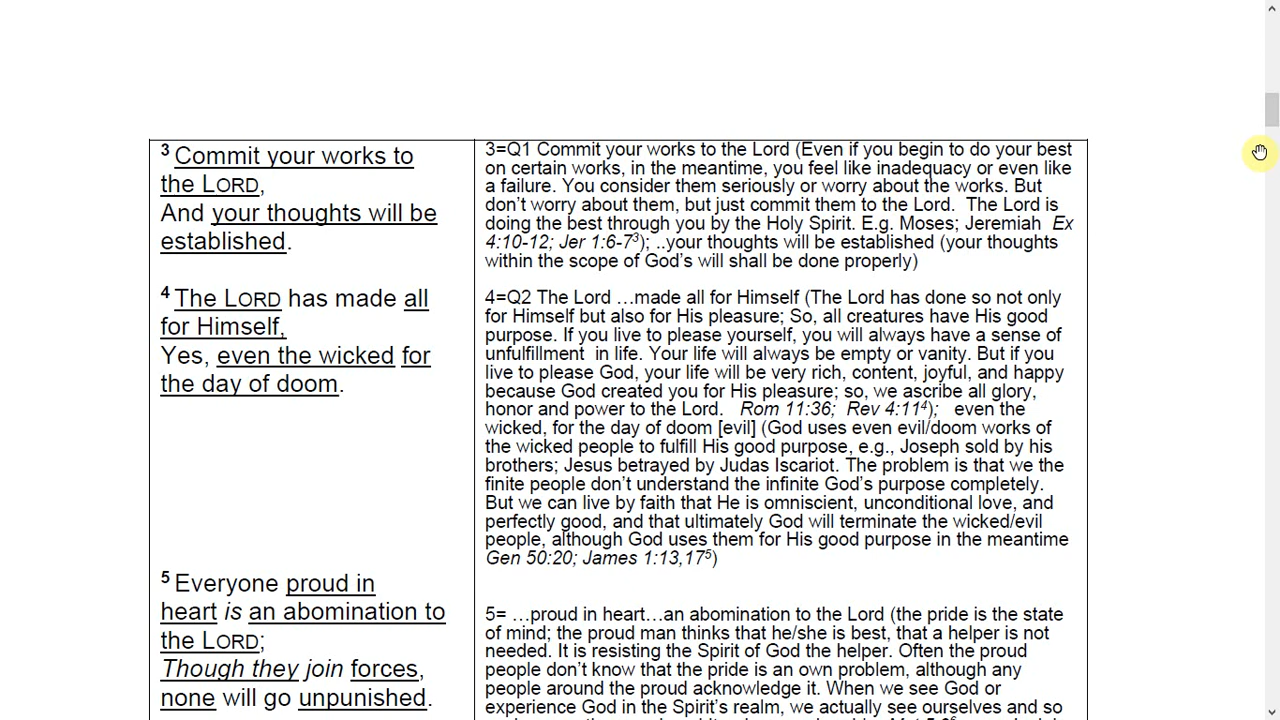 3 Commit your works to
the LORD,
And your thoughts will be
established.
4 The LORD has made all
for Himself,
Yes, even the wicked for
the day of doom.
5 Everyone proud in
heart is an abomination to
the LORD;
Though they join forces,
none will go unpunished.
3=Q1 Commit your works to the Lord (Even if you begin to do your best
on certain works, in the meantime, you feel like inadequacy or even like
a failure. You consider them seriously or worry about the works. But
don't worry about them, but just commit them to the Lord. The Lord is
doing the best through you by the Holy Spirit. E.g. Moses; Jeremiah Ex
4:10-12; Jer 1:6-7³); ..your thoughts will be established (your thoughts
within the scope of God's will shall be done properly)
4=Q2 The Lord …made all for Himself (The Lord has done so not only
for Himself but also for His pleasure; So, all creatures have His good
purpose. If you live to please yourself, you will always have a sense of
unfulfillment in life. Your life will always be empty or vanity. But if you
live to please God, your life will be very rich, content, joyful, and happy
because God created you for His pleasure; so, we ascribe all glory,
honor and power to the Lord. Rom 11:36; Rev 4:11⁴); even the
wicked, for the day of doom [evil] (God uses even evil/doom works of
the wicked people to fulfill His good purpose, e.g., Joseph sold by his
brothers; Jesus betrayed by Judas Iscariot. The problem is that we the
finite people don't understand the infinite God's purpose completely.
But we can live by faith that He is omniscient, unconditional love, and
perfectly good, and that ultimately God will terminate the wicked/evil
people, although God uses them for His good purpose in the meantime
Gen 50:20; James 1:13,17⁵)
5= …proud in heart…an abomination to the Lord (the pride is the state
of mind; the proud man thinks that he/she is best, that a helper is not
needed. It is resisting the Spirit of God the helper. Often the proud
people don't know that the pride is an own problem, although any
people around the proud acknowledge it. When we see God or
experience God in the Spirit's realm, we actually see ourselves and so